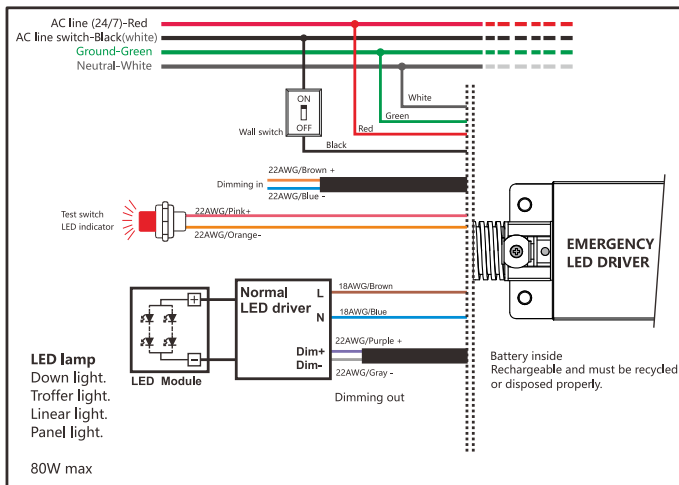 AC line (24/7)-Red
AC line switch-Black(white)
Ground-Green
Neutral-White
White
Green
Red
Black
ON
OFF
Wall switch
22AWG/Brown +
Dimming in
22AWG/Blue -
Test switch
LED indicator
22AWG/Pink+
22AWG/Orange-
EMERGENCY
LED DRIVER
Normal
LED driver
L
N
Dim+
Dim-
18AWG/Brown
18AWG/Blue
22AWG/Purple +
22AWG/Gray -
+
-
LED Module
Dimming out
Battery inside
Rechargeable and must be recycled
or disposed properly.
LED lamp
Down light.
Troffer light.
Linear light.
Panel light.
80W max